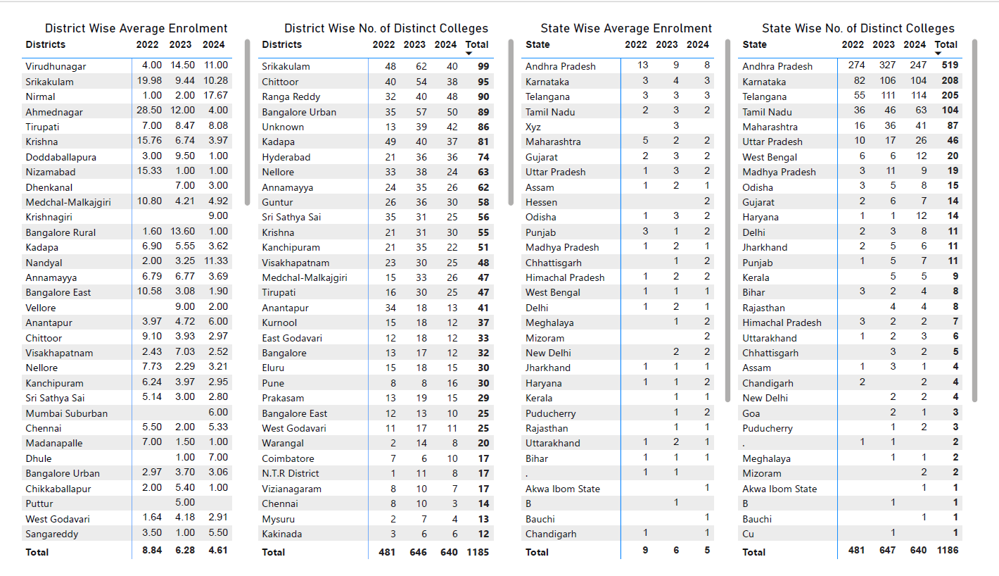 District Wise Average Enrolment
Districts 2022 2023 2024
Virudhunagar 4.00 14.50 11.00
Srikakulam 19.98 9.44 10.28
Nirmal 1.00 2.00 17.67
Ahmednagar 28.50 12.00 4.00
Tirupati 7.00 8.47 8.08
Krishna 15.76 6.74 3.97
Doddaballapura 3.00 9.50 1.00
Nizamabad 15.33 1.00 1.00
Dhenkanal 7.00 3.00
Medchal-Malkajgiri 10.80 4.21 4.92
Krishnagiri 9.00
Bangalore Rural 1.60 13.60 1.00
Kadapa 6.90 5.55 3.62
Nandyal 2.00 3.25 11.33
Annamayya 6.79 6.77 3.69
Bangalore East 10.58 3.08 1.90
Vellore 9.00 2.00
Anantapur 3.97 4.72 6.00
Chittoor 9.10 3.93 2.97
Visakhapatnam 2.43 7.03 2.52
Nellore 7.73 2.29 3.21
Kanchipuram 6.24 3.97 2.95
Sri Sathya Sai 5.14 3.00 2.80
Mumbai Suburban 6.00
Chennai 5.50 2.00 5.33
Madanapalle 7.00 1.50 1.00
Dhule 1.00 7.00
Bangalore Urban 2.97 3.70 3.06
Chikkaballapur 2.00 5.40 1.00
Puttur 5.00
West Godavari 1.64 4.18 2.91
Sangareddy 3.50 1.00 5.50
Total 8.84 6.28 4.61
District Wise No. of Distinct Colleges
Districts 2022 2023 2024 Total
Srikakulam 48 62 40 99
Chittoor 40 54 38 95
Ranga Reddy 32 40 48 90
Bangalore Urban 35 57 50 89
Unknown 13 39 42 86
Kadapa 49 40 37 81
Hyderabad 21 36 36 74
Nellore 33 38 24 63
Annamayya 24 35 26 62
Guntur 26 36 30 58
Sri Sathya Sai 35 31 25 56
Krishna 21 31 30 55
Kanchipuram 21 35 22 51
Visakhapatnam 23 30 25 48
Medchal-Malkajgiri 15 33 26 47
Tirupati 16 30 25 47
Anantapur 34 18 13 41
Kurnool 15 18 12 37
East Godavari 12 18 12 33
Bangalore 13 17 12 32
Eluru 15 18 15 30
Pune 8 8 16 30
Prakasam 13 19 15 29
Bangalore East 12 13 10 25
West Godavari 11 17 11 25
Warangal 2 14 8 20
Coimbatore 7 6 10 17
N.T.R District 1 11 8 17
Vizianagaram 8 10 7 17
Chennai 8 10 3 14
Mysuru 2 7 4 13
Kakinada 3 6 6 12
Total 481 646 640 1185
State Wise Average Enrolment
State 2022 2023 2024
Andhra Pradesh 13 9 8
Karnataka 3 4 3
Telangana 3 3 3
Tamil Nadu 2 3 2
Xyz 3
Maharashtra 5 2 2
Gujarat 2 3 2
Uttar Pradesh 1 3 2
Assam 1 2 1
Hessen 2
Odisha 1 3 2
Punjab 3 1 2
Madhya Pradesh 1 2 1
Chhattisgarh 1 2
Himachal Pradesh 1 2 2
West Bengal 1 1 1
Delhi 1 2 1
Meghalaya 1 2
Mizoram 2
New Delhi 2 2
Jharkhand 1 1 1
Haryana 1 1 2
Kerala 1 1
Puducherry 1 2
Rajasthan 1 1
Uttarakhand 1 2 1
Bihar 1 1 1
. 1 1
Akwa Ibom State 1
B 1
Bauchi 1
Chandigarh 1 1
Total 9 6 5
State Wise No. of Distinct Colleges
State 2022 2023 2024 Total
Andhra Pradesh 274 327 247 519
Karnataka 82 106 104 208
Telangana 55 111 114 205
Tamil Nadu 36 46 63 104
Maharashtra 16 36 41 87
Uttar Pradesh 10 17 26 46
West Bengal 6 6 12 20
Madhya Pradesh 3 11 9 19
Odisha 3 5 8 15
Gujarat 2 6 7 14
Haryana 1 1 12 14
Delhi 2 3 8 11
Jharkhand 2 5 6 11
Punjab 1 5 7 11
Kerala 5 5 9
Bihar 3 2 4 8
Rajasthan 4 4 8
Himachal Pradesh 3 2 2 7
Uttarakhand 1 2 3 6
Chhattisgarh 3 2 5
Assam 1 3 1 4
Chandigarh 2 2 4
New Delhi 2 2 4
Goa 2 1 3
Puducherry 1 2 3
. 1 1 2
Meghalaya 1 1 2
Mizoram 2 2
Akwa Ibom State 1 1
B 1 1
Bauchi 1 1
Cu 1 1
Total 481 647 640 1186